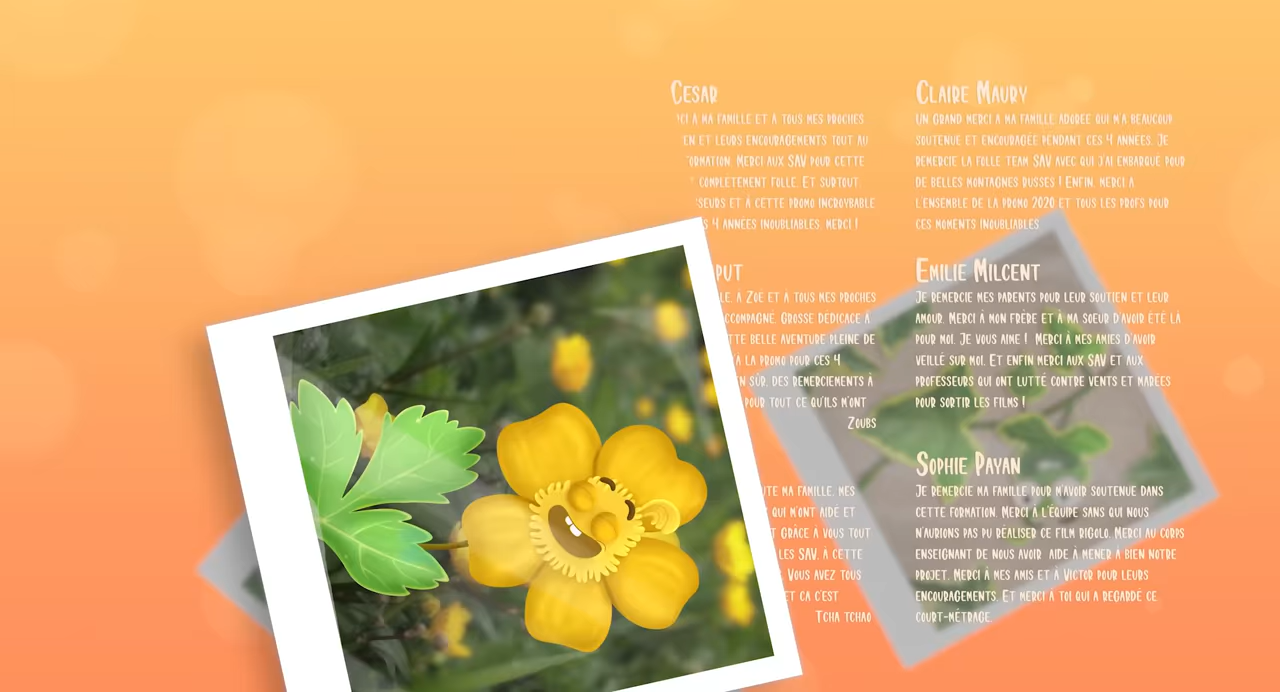 Cesar
À MA FAMILLE ET À TOUS MES PROCHES
EN ET LEURS ENCOURAGEMENTS TOUT AU
MERCI AUX SAV POUR CETTE
COMPLÈTEMENT FOLLE. ET SURTOUT
ET À CETTE PROMO INCROYABLE
4 ANNÉES INOUBLIABLES. MERCI !
À ZOÉ ET À TOUS MES PROCHES
GROSSE DÉDICACE À
BELLE AVENTURE PLEINE DE
LA PROMO POUR CES 4
SÛR, DES REMERCIEMENTS À
POUR TOUT CE QU'ILS M'ONT
ZOUBS
MA FAMILLE, MES
QUI M'ONT AIDÉ ET
GRÂCE À VOUS TOUT
LES SAV, À CETTE
VOUS AVEZ TOUS
ET ÇA C'EST
TCHA TCHAO
CLAIRE MAURY
UN GRAND MERCI À MA FAMILLE ADORÉE QUI M'A BEAUCOUP
SOUTENUE ET ENCOURAGÉE PENDANT CES 4 ANNÉES. JE
REMERCIE LA FOLLE TEAM SAV AVEC QUI J'AI EMBARQUÉ POUR
DE BELLES MONTAGNES RUSSES ! ENFIN, MERCI À
L'ENSEMBLE DE LA PROMO 2020 ET TOUS LES PROFS POUR
CES MOMENTS INOUBLIABLES.
EMILIE MILCENT
JE REMERCIE MES PARENTS POUR LEUR SOUTIEN ET LEUR
AMOUR. MERCI À MON FRÈRE ET À MA SOEUR D'AVOIR ÉTÉ LÀ
POUR MOI. JE VOUS AIME ! MERCI À MES AMIES D'AVOIR
VEILLÉ SUR MOI. ET ENFIN MERCI AUX SAV ET AUX
PROFESSEURS QUI ONT LUTTÉ CONTRE VENTS ET MARÉES
POUR SORTIR LES FILMS !
SOPHIE PAYAN
JE REMERCIE MA FAMILLE POUR M'AVOIR SOUTENUE DANS
CETTE FORMATION. MERCI À L'ÉQUIPE SANS QUI NOUS
N'AURIONS PAS PU RÉALISER CE FILM RIGOLO. MERCI AU CORPS
ENSEIGNANT DE NOUS AVOIR AIDÉ À MENER À BIEN NOTRE
PROJET. MERCI À MES AMIS ET À VICTOR POUR LEURS
ENCOURAGEMENTS. ET MERCI À TOI QUI A REGARDÉ CE
COURT-MÉTRAGE.